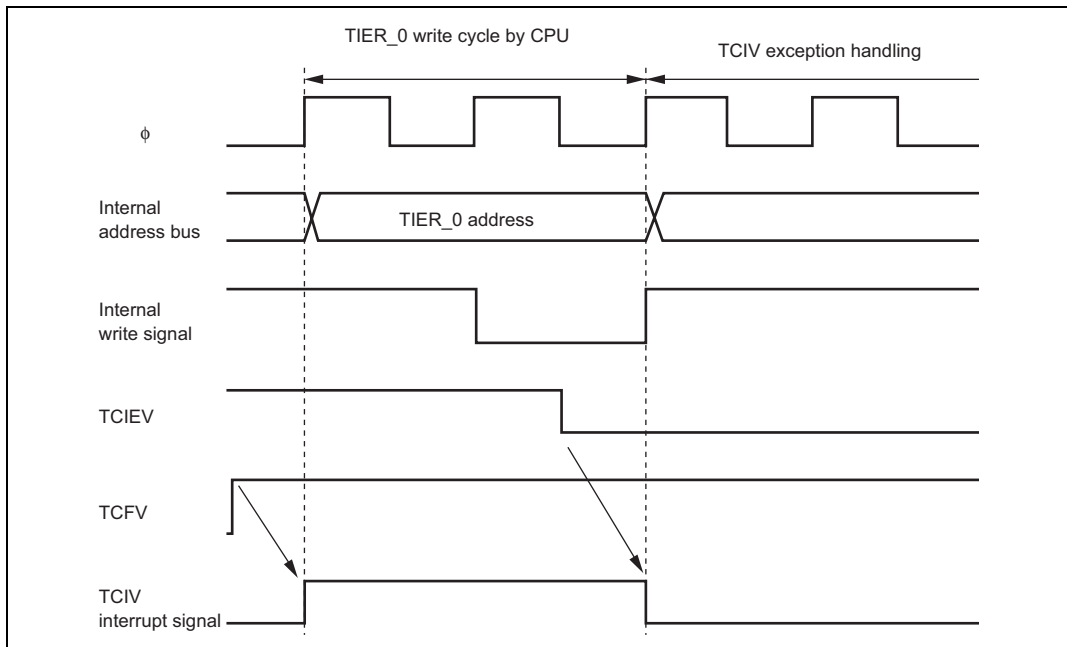 TIER_0 write cycle by CPU
TCIV exception handling
ϕ
Internal
address bus
TIER_0 address
Internal
write signal
TCIEV
TCFV
TCIV
interrupt signal